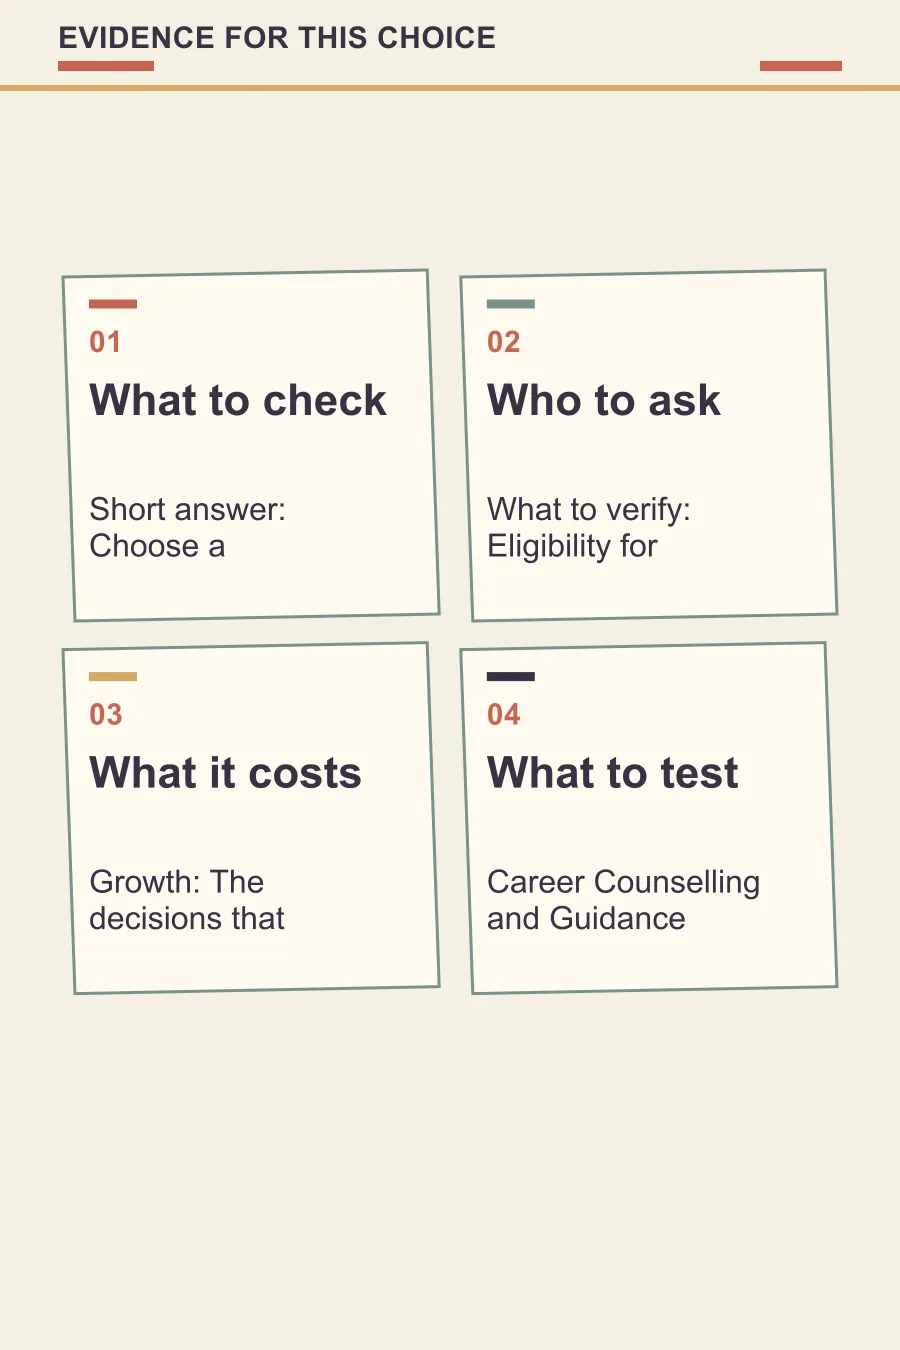 EVIDENCE FOR THIS CHOICE
01
What to check
Short answer:
Choose a
02
Who to ask
What to verify:
Eligibility for
03
What it costs
Growth: The
decisions that
04
What to test
Career Counselling
and Guidance